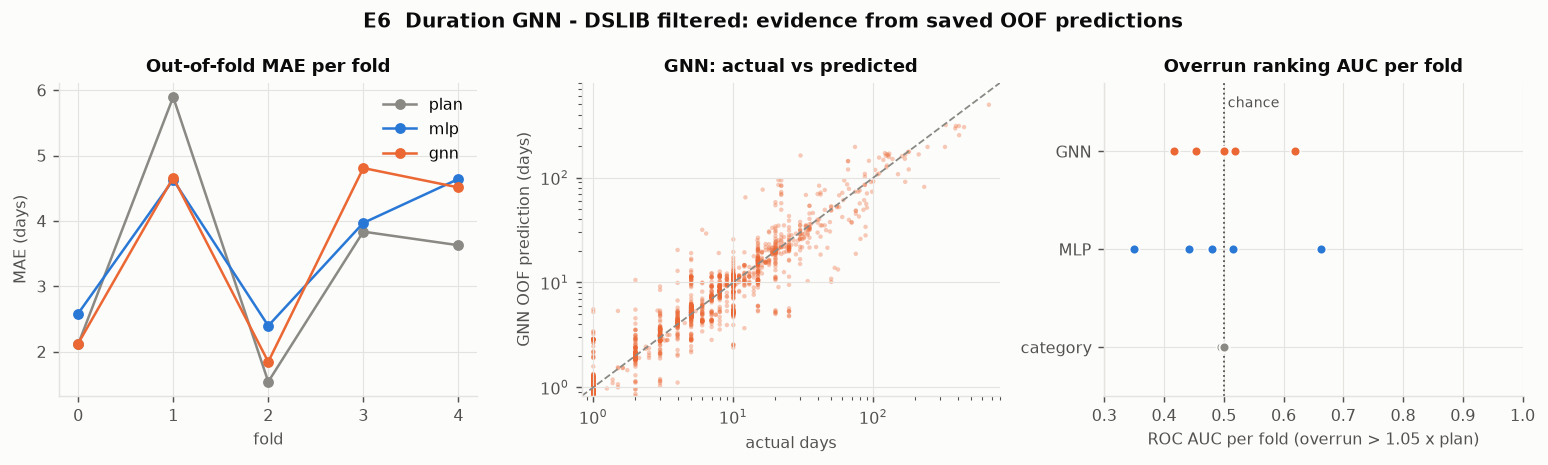 E6  Duration GNN - DSLIB filtered: evidence from saved OOF predictions
Out-of-fold MAE per fold
MAE (days)
6
5
4
3
2
0
1
2
3
4
fold
plan
mlp
gnn
GNN: actual vs predicted
GNN OOF prediction (days)
10²
10¹
10⁰
10⁰
10¹
10²
actual days
Overrun ranking AUC per fold
chance
GNN
MLP
category
0.3
0.4
0.5
0.6
0.7
0.8
0.9
1.0
ROC AUC per fold (overrun > 1.05 x plan)